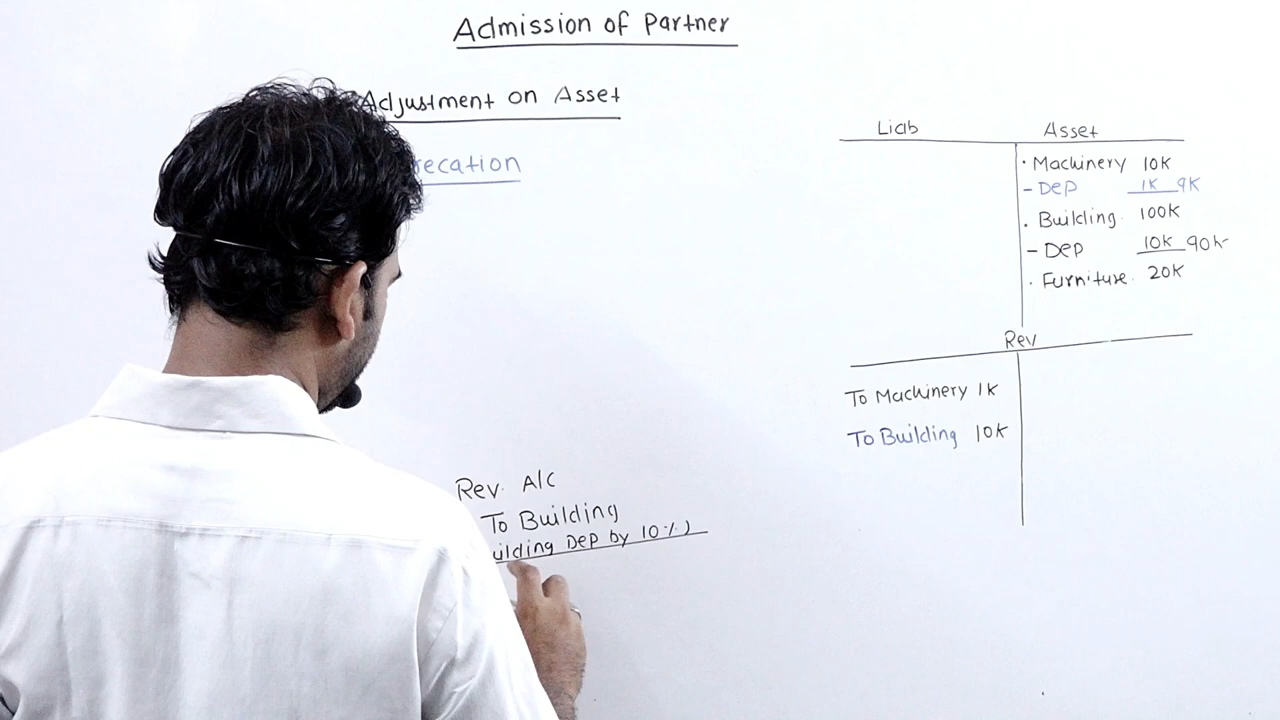 Admission of Partner
Adjustment on Asset
recation
Rev. A/c
To Building
uilding Dep by 10%)
Liab Asset
· Machinery 10K
- Dep 1K 9K
· Building. 100K
- Dep 10K 90K
· Furniture. 20K
Rev
To Machinery 1K
To Building 10K